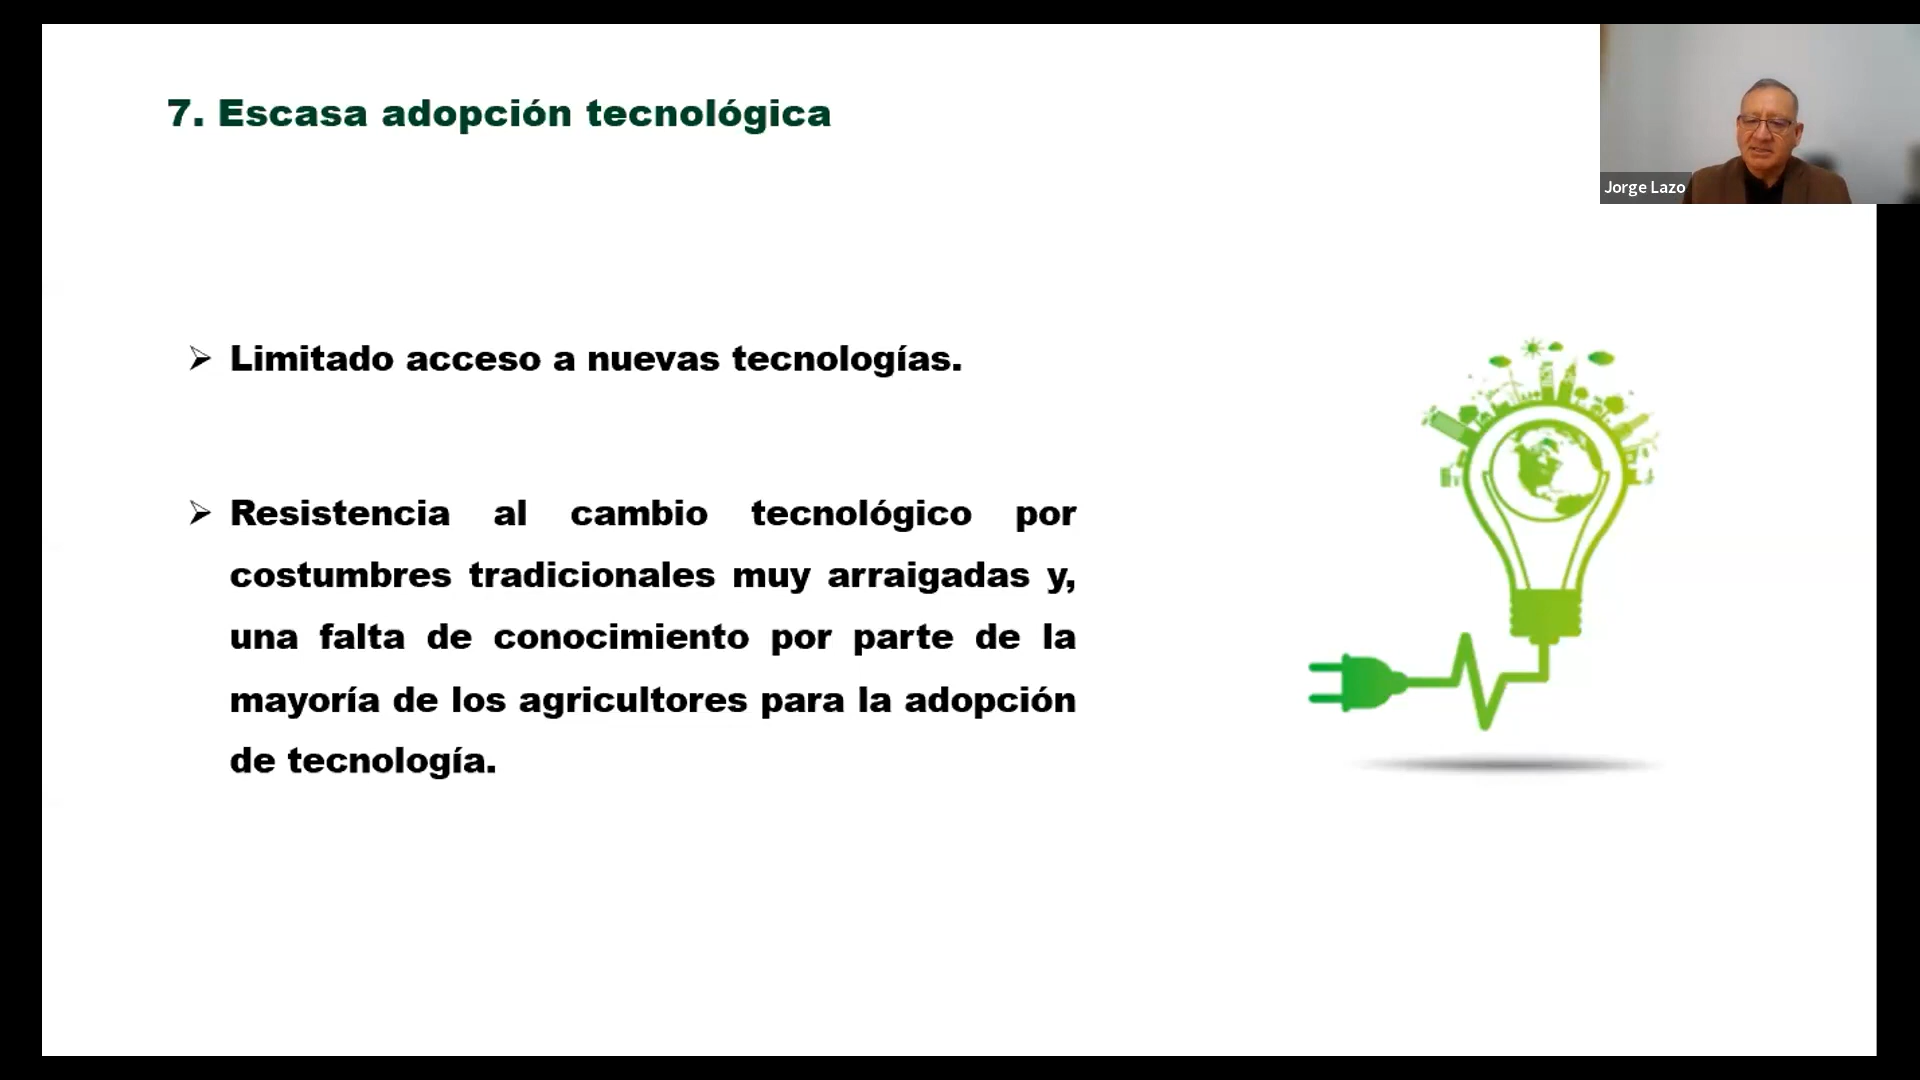 7. Escasa adopción tecnológica
Jorge Lazo
➢ Limitado acceso a nuevas tecnologías.
➢ Resistencia al cambio tecnológico por
costumbres tradicionales muy arraigadas y,
una falta de conocimiento por parte de la
mayoría de los agricultores para la adopción
de tecnología.